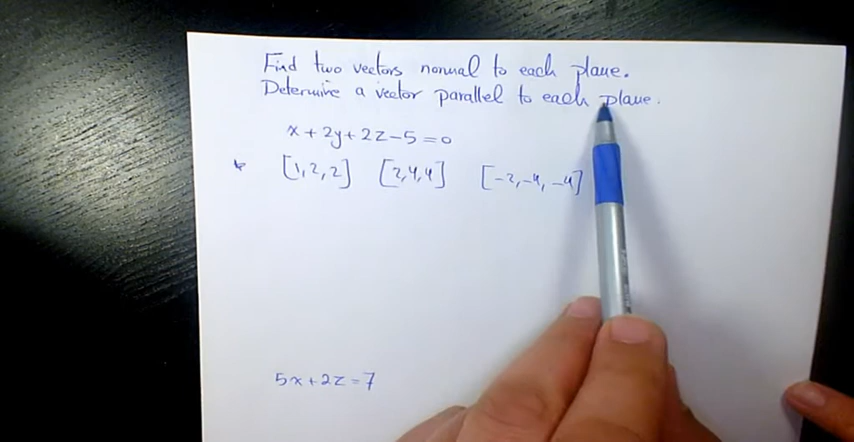 Find two vectors normal to each plane.
Determine a vector parallel to each plane.
x + 2y + 2z - 5 = 0
[1, 2, 2] [2, 4, 4] [-2, -4, -4]
5x + 2z = 7